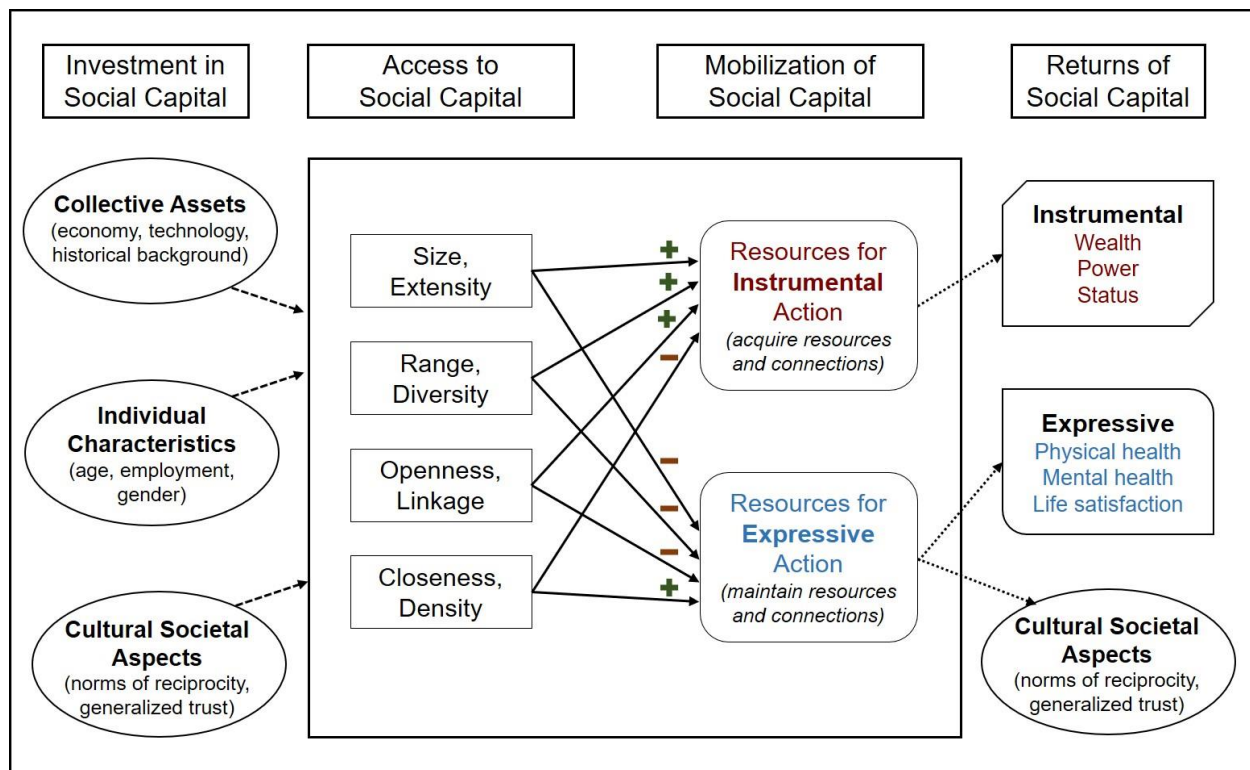 Investment in
Social Capital
Access to
Social Capital
Mobilization of
Social Capital
Returns of
Social Capital
Collective Assets
(economy, technology,
historical background)
Individual
Characteristics
(age, employment,
gender)
Cultural Societal
Aspects
(norms of reciprocity,
generalized trust)
Size,
Extensity
Range,
Diversity
Openness,
Linkage
Closeness,
Density
+
+
+
−
−
−
−
+
Resources for
Instrumental
Action
(acquire resources
and connections)
Resources for
Expressive
Action
(maintain resources
and connections)
Instrumental
Wealth
Power
Status
Expressive
Physical health
Mental health
Life satisfaction
Cultural Societal
Aspects
(norms of reciprocity,
generalized trust)